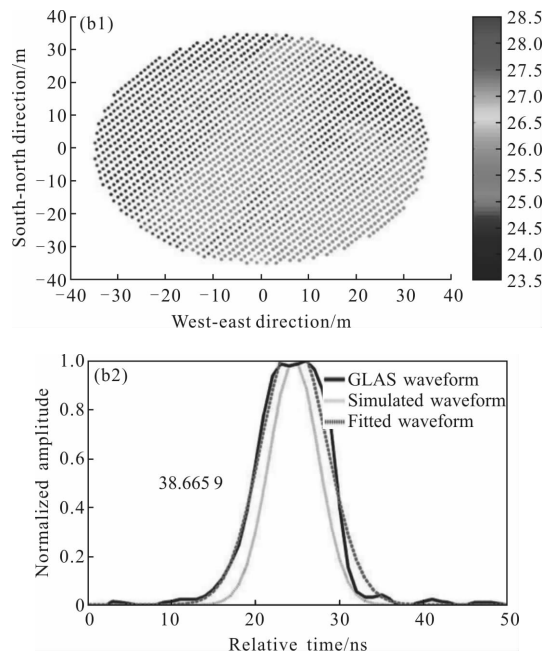 (b1)
South-north direction/m
40
30
20
10
0
−10
−20
−30
40
−40 −30 −20 −10 0 10 20 30 40
West-east direction/m
28.5
28.0
27.5
27.0
26.5
26.0
25.5
25.0
24.5
24.0
23.5
(b2)
Normalized amplitude
1.0
0.8
0.6
0.4
0.2
0
GLAS waveform
Simulated waveform
Fitted waveform
38.665 9
0 10 20 30 40 50
Relative time/ns